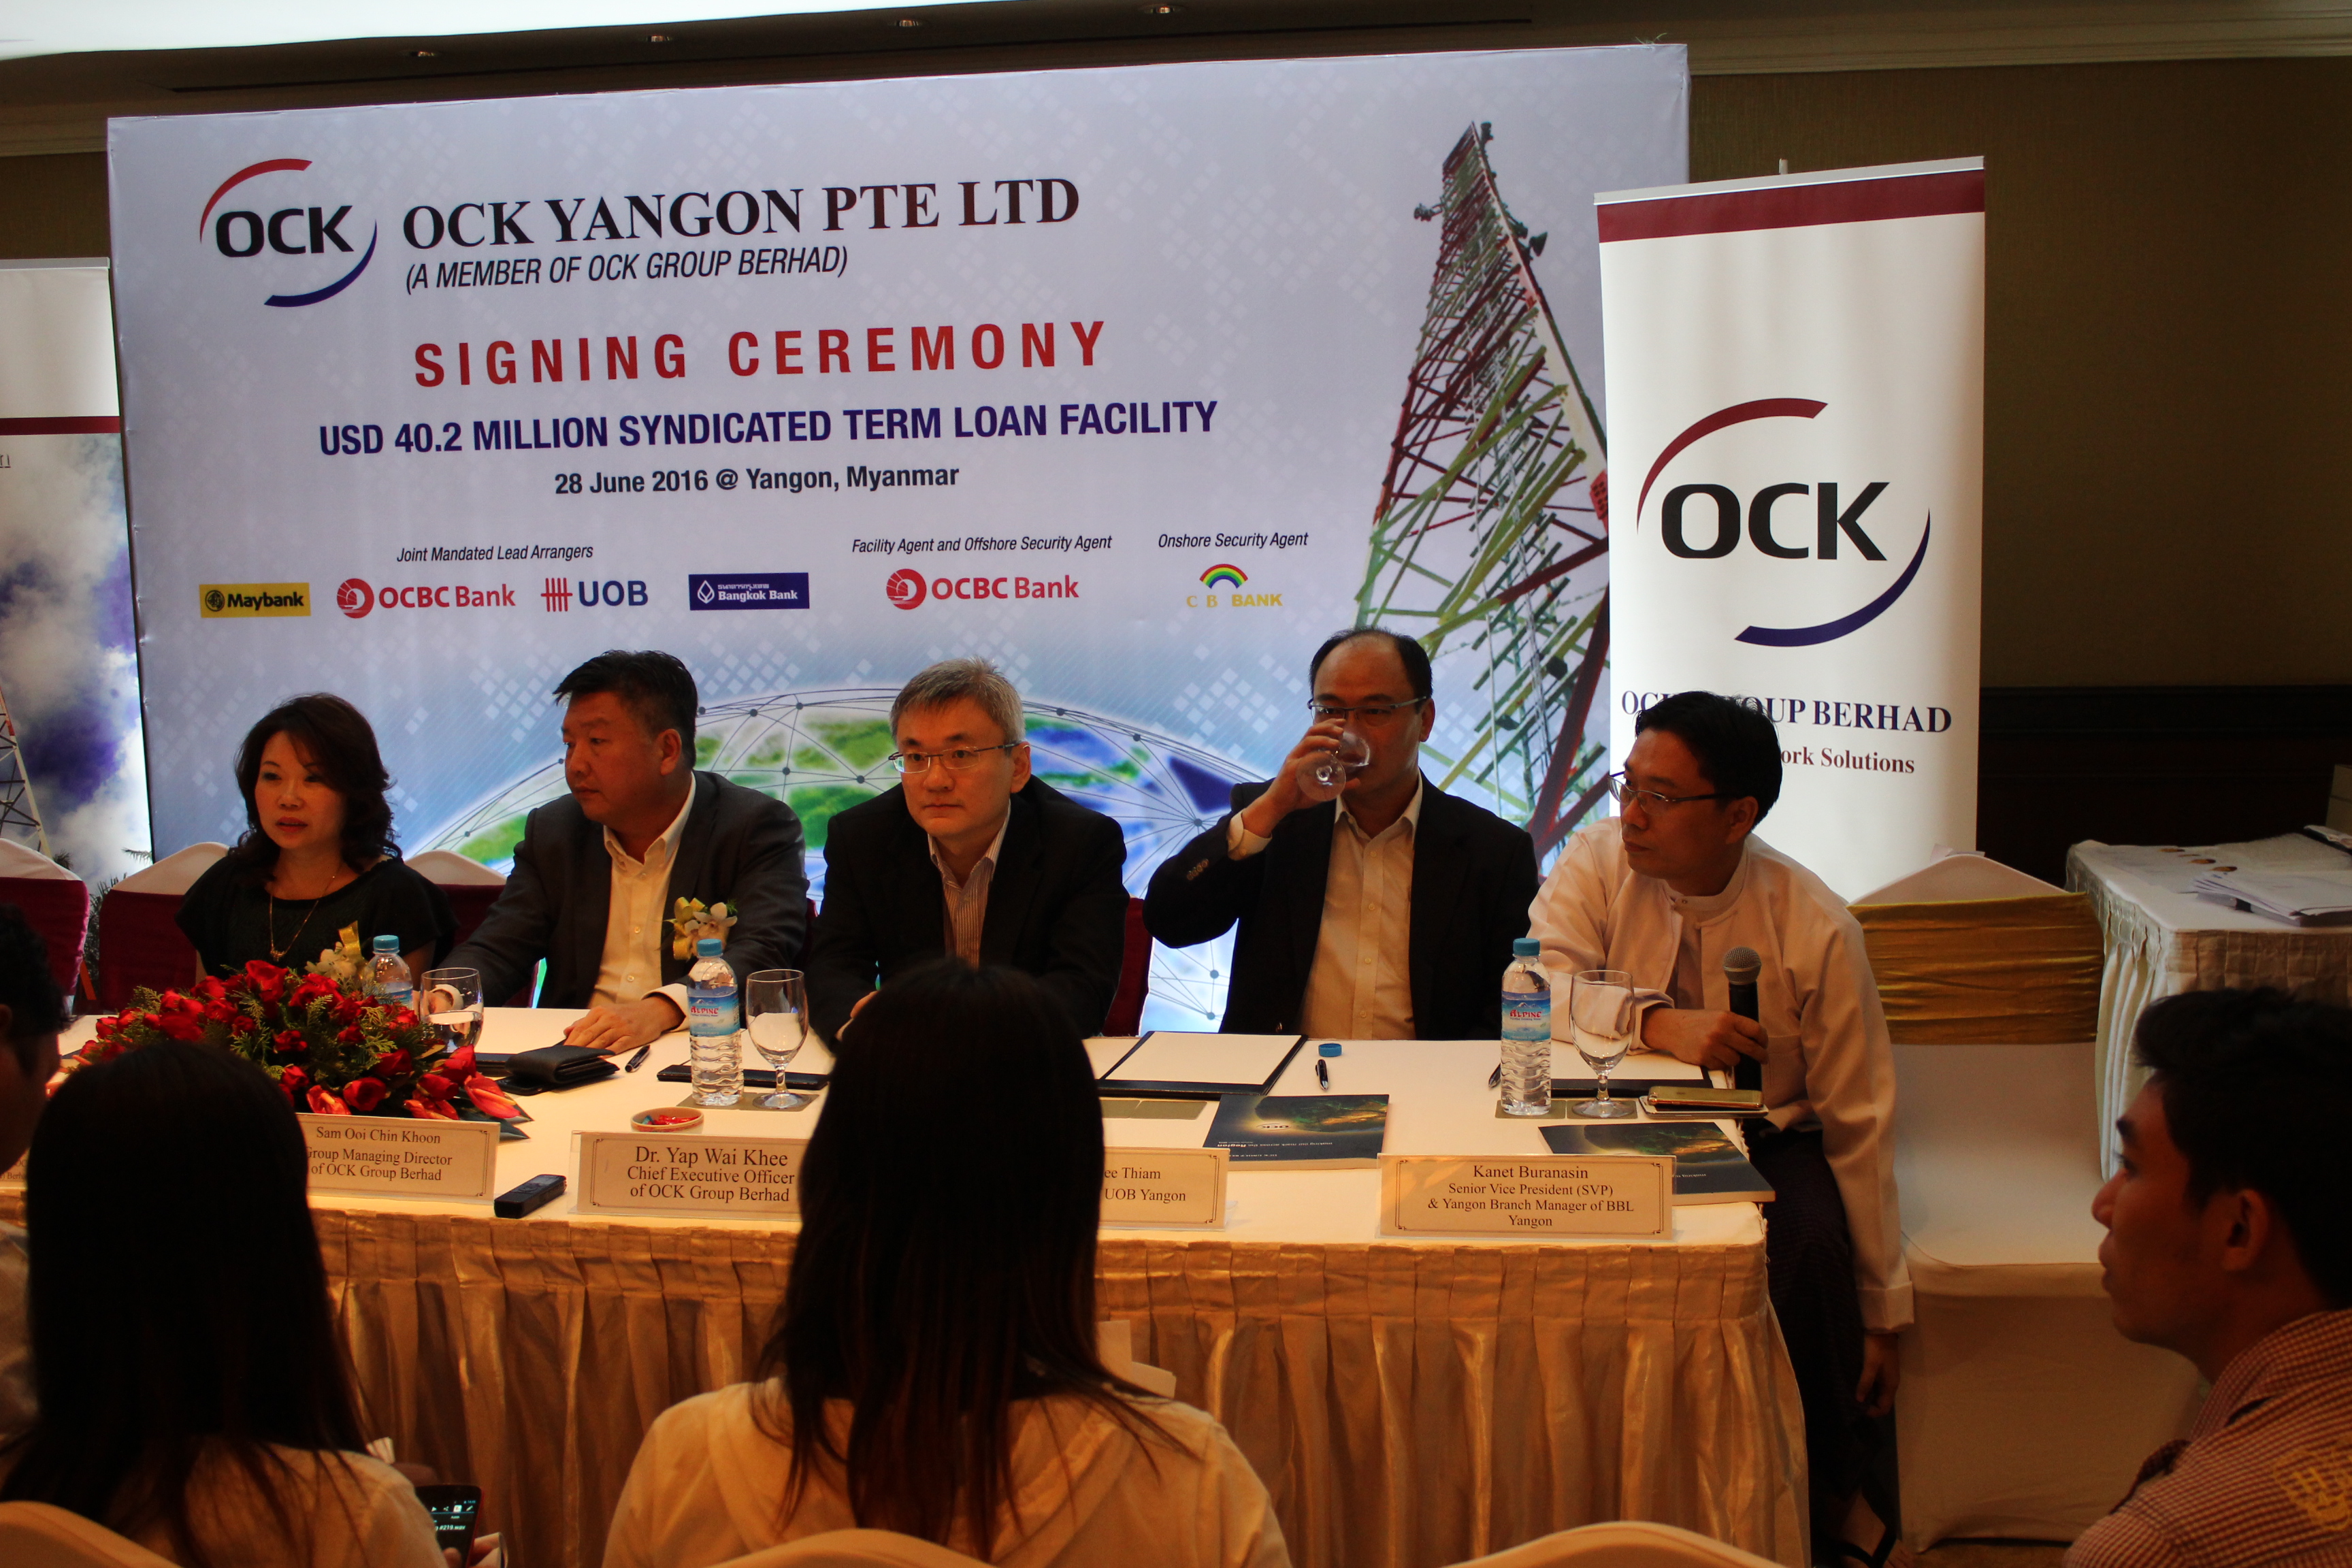 OCK
OCK YANGON PTE LTD
(A MEMBER OF OCK GROUP BERHAD)
SIGNING CEREMONY
USD 40.2 MILLION SYNDICATED TERM LOAN FACILITY
28 June 2016 @ Yangon, Myanmar
Joint Mandated Lead Arrangers
Facility Agent and Offshore Security Agent
Onshore Security Agent
Maybank
OCBC Bank
UOB
Bangkok Bank
OCBC Bank
C B BANK
OCK
GROUP BERHAD
Solutions
ALPINE
ALPINE
Sam Ooi Chin Khoon
Group Managing Director
of OCK Group Berhad
Dr. Yap Wai Khee
Chief Executive Officer
of OCK Group Berhad
Thiam
UOB Yangon
Kanet Buranasin
Senior Vice President (SVP)
& Yangon Branch Manager of BBL
Yangon